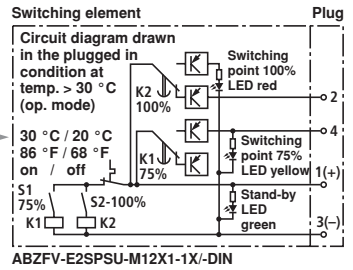 Switching element
Plug
Circuit diagram drawn
in the plugged in
condition at
temp. > 30 °C
(op. mode)
K2
100%
Switching
point 100%
LED red
2
4
30 °C / 20 °C
86 °F / 68 °F
on / off
K1
75%
Switching
point 75%
LED yellow
1(+)
S1
75%
S2-100%
K1
K2
Stand-by
LED
green
3(–)
ABZFV-E2SPSU-M12X1-1X/-DIN